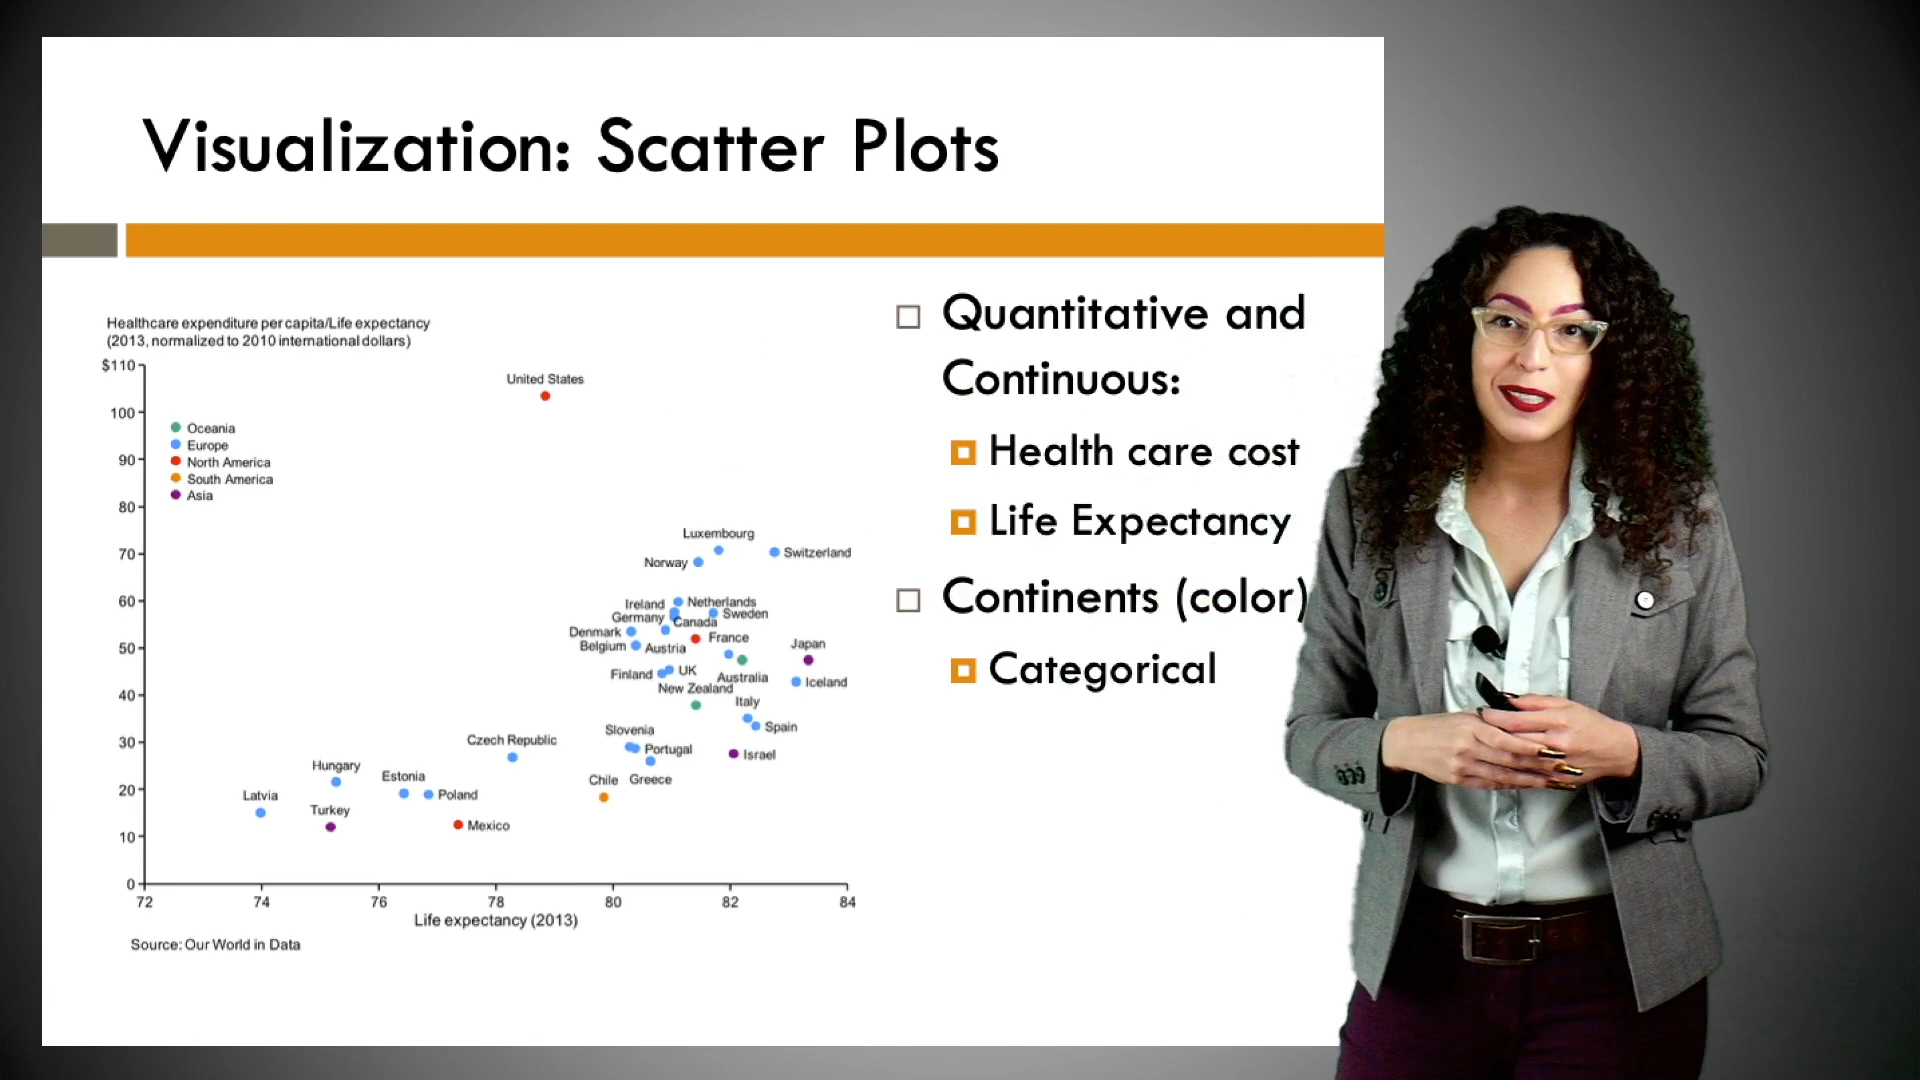 Visualization: Scatter Plots
Healthcare expenditure per capita/Life expectancy
(2013, normalized to 2010 international dollars)
$110
100
90
80
70
60
50
40
30
20
10
0
Oceania
Europe
North America
South America
Asia
United States
Luxembourg
Switzerland
Norway
Ireland
Netherlands
Germany
Sweden
Canada
Denmark
France
Belgium
Austria
Japan
Finland
UK
Australia
Iceland
New Zealand
Italy
Spain
Slovenia
Czech Republic
Portugal
Israel
Hungary
Estonia
Chile
Greece
Latvia
Poland
Turkey
Mexico
72
74
76
78
80
82
84
Life expectancy (2013)
Source: Our World in Data
Quantitative and
Continuous:
Health care cost
Life Expectancy
Continents (color)
Categorical